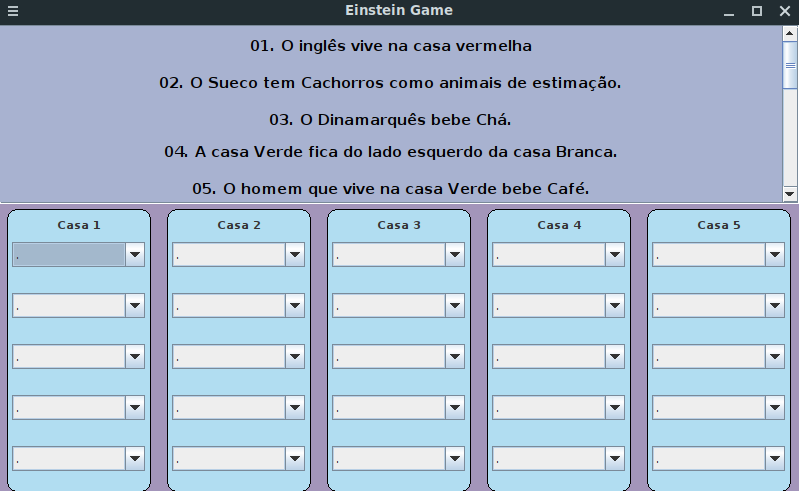 Einstein Game
01. O inglês vive na casa vermelha
02. O Sueco tem Cachorros como animais de estimação.
03. O Dinamarquês bebe Chá.
04. A casa Verde fica do lado esquerdo da casa Branca.
05. O homem que vive na casa Verde bebe Café.
Casa 1 Casa 2 Casa 3 Casa 4 Casa 5
. . . . .
. . . . .
. . . . .
. . . . .
. . . . .